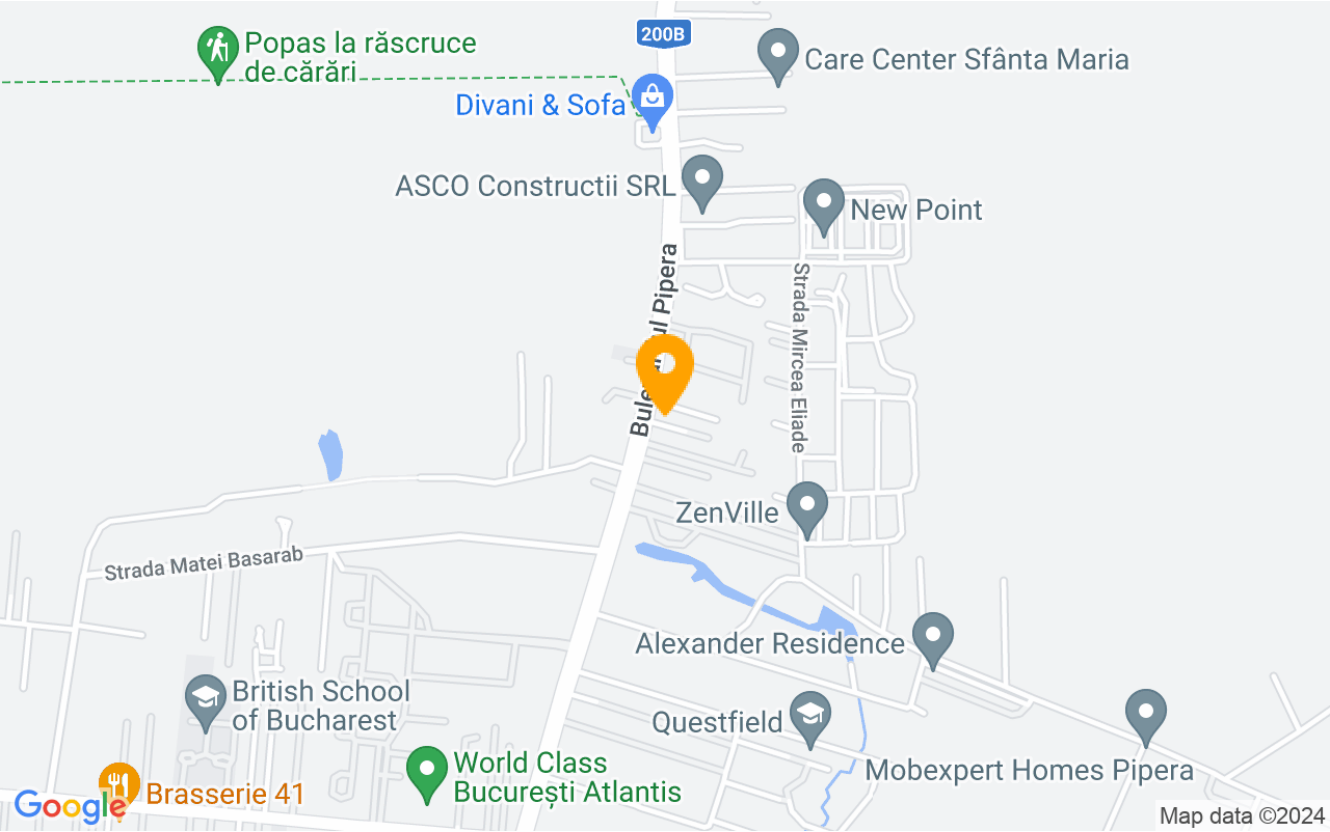 200B
Popas la răscruce
de cărări
Care Center Sfânta Maria
Divani & Sofa
ASCO Constructii SRL
New Point
Bulevardul Pipera
Strada Mircea Eliade
ZenVille
Strada Matei Basarab
Alexander Residence
British School
of Bucharest
Questfield
World Class
București Atlantis
Mobexpert Homes Pipera
Brasserie 41
Google
Map data ©2024